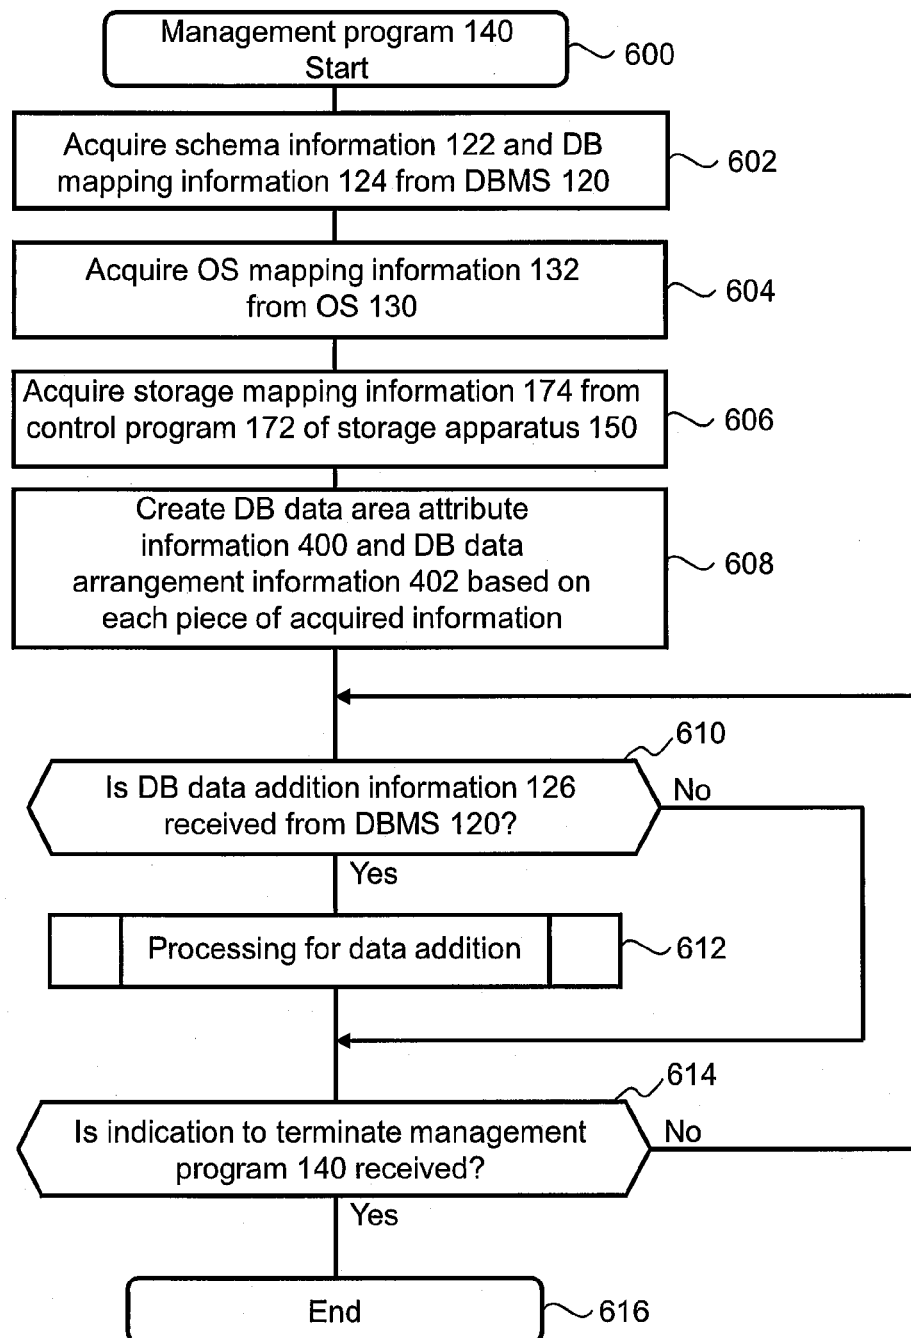 Management program 140
Start
600
Acquire schema information 122 and DB
mapping information 124 from DBMS 120
602
Acquire OS mapping information 132
from OS 130
604
Acquire storage mapping information 174 from
control program 172 of storage apparatus 150
606
Create DB data area attribute
information 400 and DB data
arrangement information 402 based on
each piece of acquired information
608
610
Is DB data addition information 126
received from DBMS 120?
No
Yes
Processing for data addition
612
614
Is indication to terminate management
program 140 received?
No
Yes
End
616